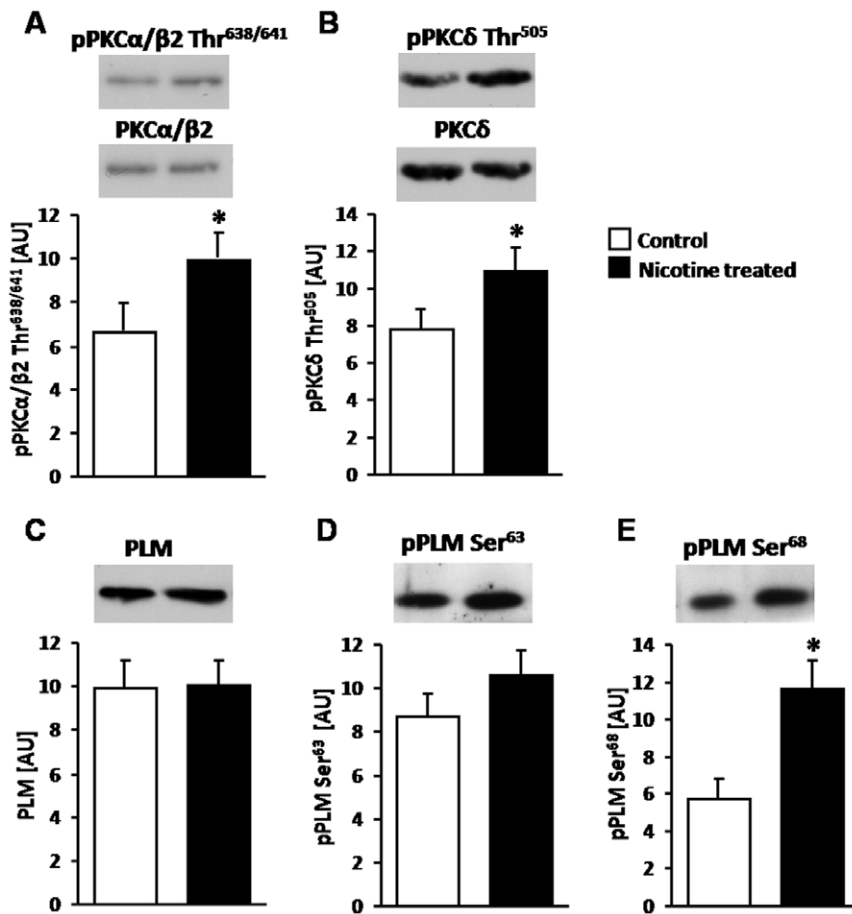 A
pPKCα/β2 Thr638/641
PKCα/β2
pPKCα/β2 Thr638/641 [AU]
12
10
8
6
4
2
0
*
B
pPKCδ Thr505
PKCδ
pPKCδ Thr505 [AU]
14
12
10
8
6
4
2
0
*
Control
Nicotine treated
C
PLM
PLM [AU]
12
10
8
6
4
2
0
D
pPLM Ser63
pPLM Ser63 [AU]
12
10
8
6
4
2
0
E
pPLM Ser68
pPLM Ser68 [AU]
14
12
10
8
6
4
2
0
*